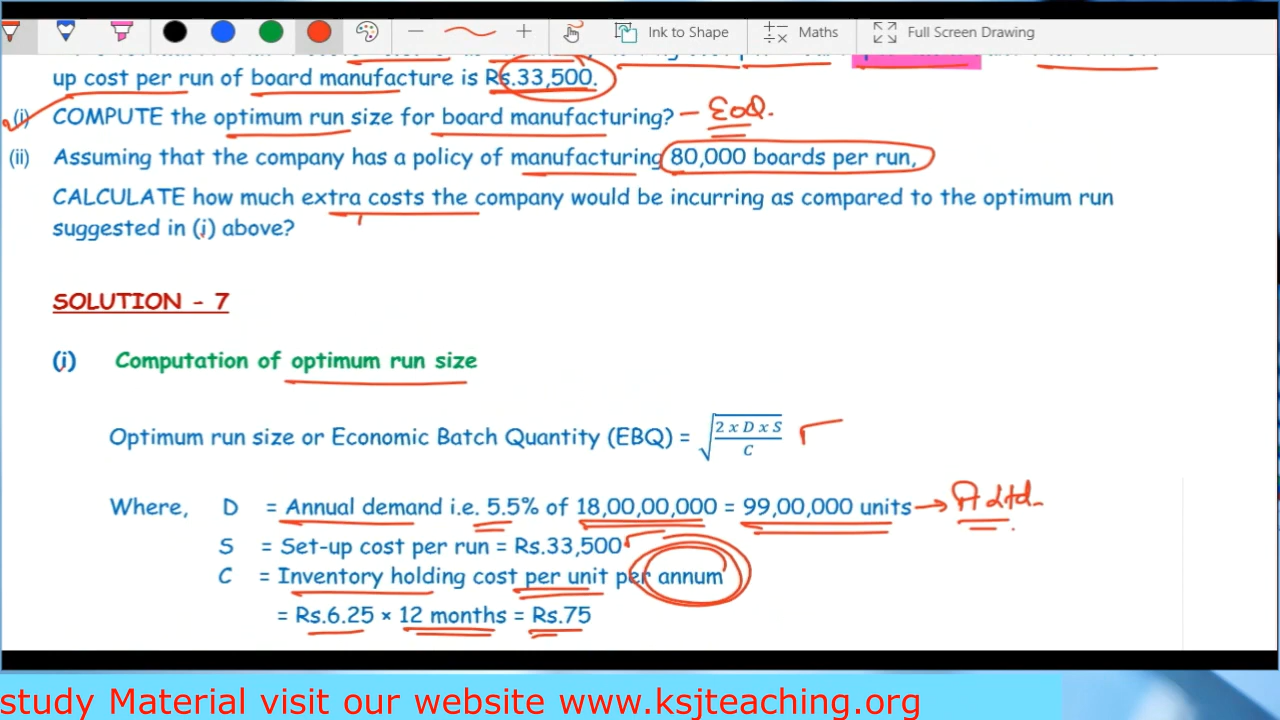 Ink to Shape Maths Full Screen Drawing
up cost per run of board manufacture is Rs.33,500.
(i) COMPUTE the optimum run size for board manufacturing? – EOQ.
(ii) Assuming that the company has a policy of manufacturing 80,000 boards per run,
CALCULATE how much extra costs the company would be incurring as compared to the optimum run
suggested in (i) above?
SOLUTION - 7
(i) Computation of optimum run size
Optimum run size or Economic Batch Quantity (EBQ) = √(2 x D x S / C)
Where, D = Annual demand i.e. 5.5% of 18,00,00,000 = 99,00,000 units → A Ltd
S = Set-up cost per run = Rs.33,500
C = Inventory holding cost per unit per annum
= Rs.6.25 × 12 months = Rs.75
study Material visit our website www.ksjteaching.org